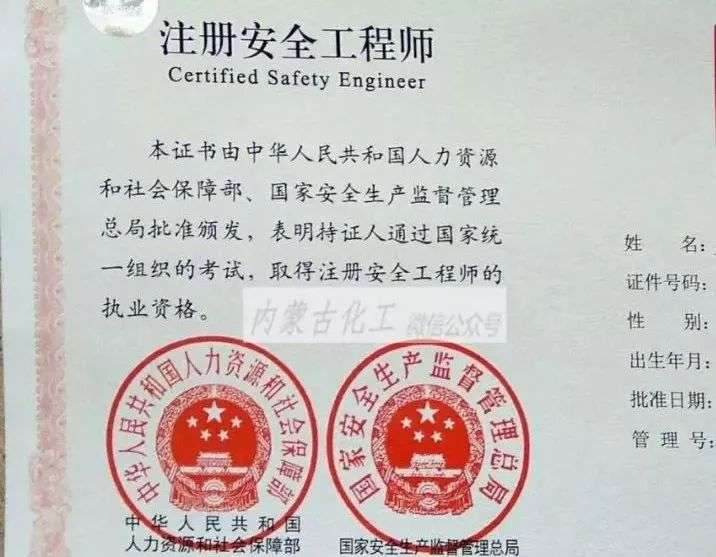 注册安全工程师
Certified Safety Engineer
本证书由中华人民共和国人力资源
和社会保障部、国家安全生产监督管理
总局批准颁发，表明持证人通过国家统
一组织的考试，取得注册安全工程师的
执业资格。
内蒙古化工 微信公众号
中华人民共和国人力资源和社会保障部
国家安全生产监督管理总局
中华人民共和国
人力资源和社会保障部
国家安全生产监督管理总局
姓 名：
证件号码：
性 别：
出生年月：
批准日期：
管 理 号：